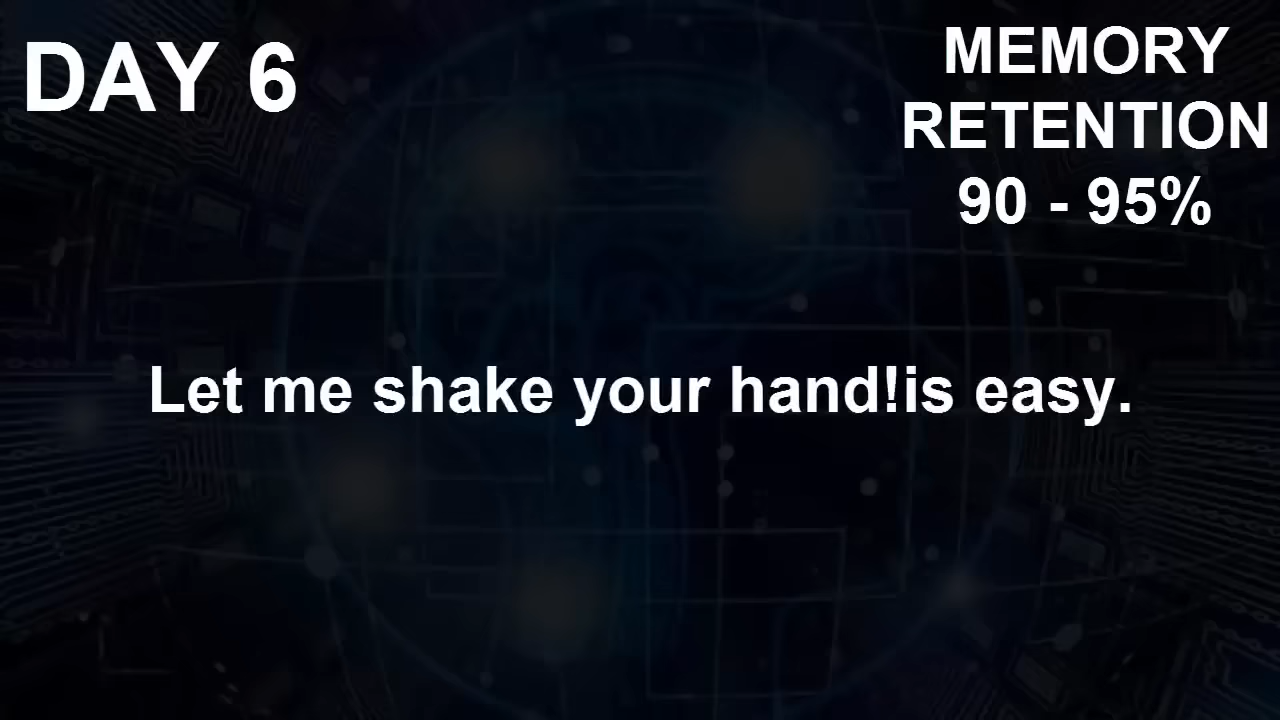 DAY 6
MEMORY
RETENTION
90 - 95%
Let me shake your hand!is easy.